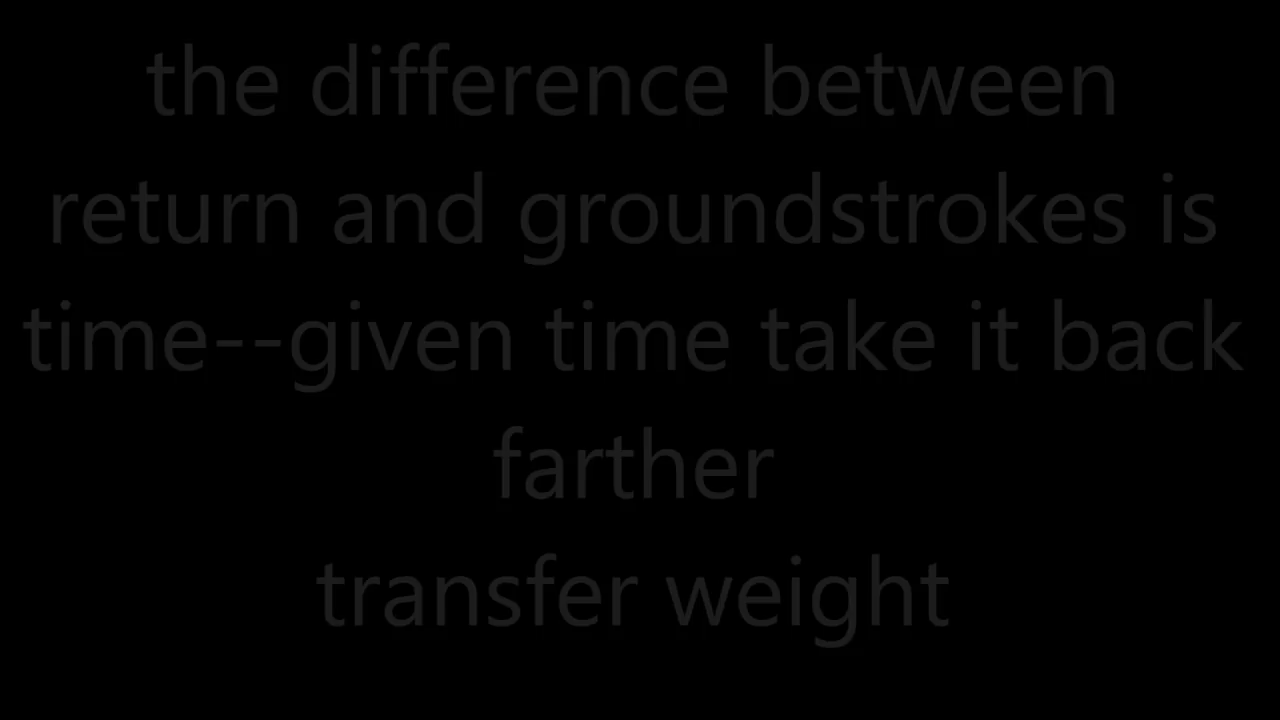 the difference between
return and groundstrokes is
time--given time take it back
farther
transfer weight